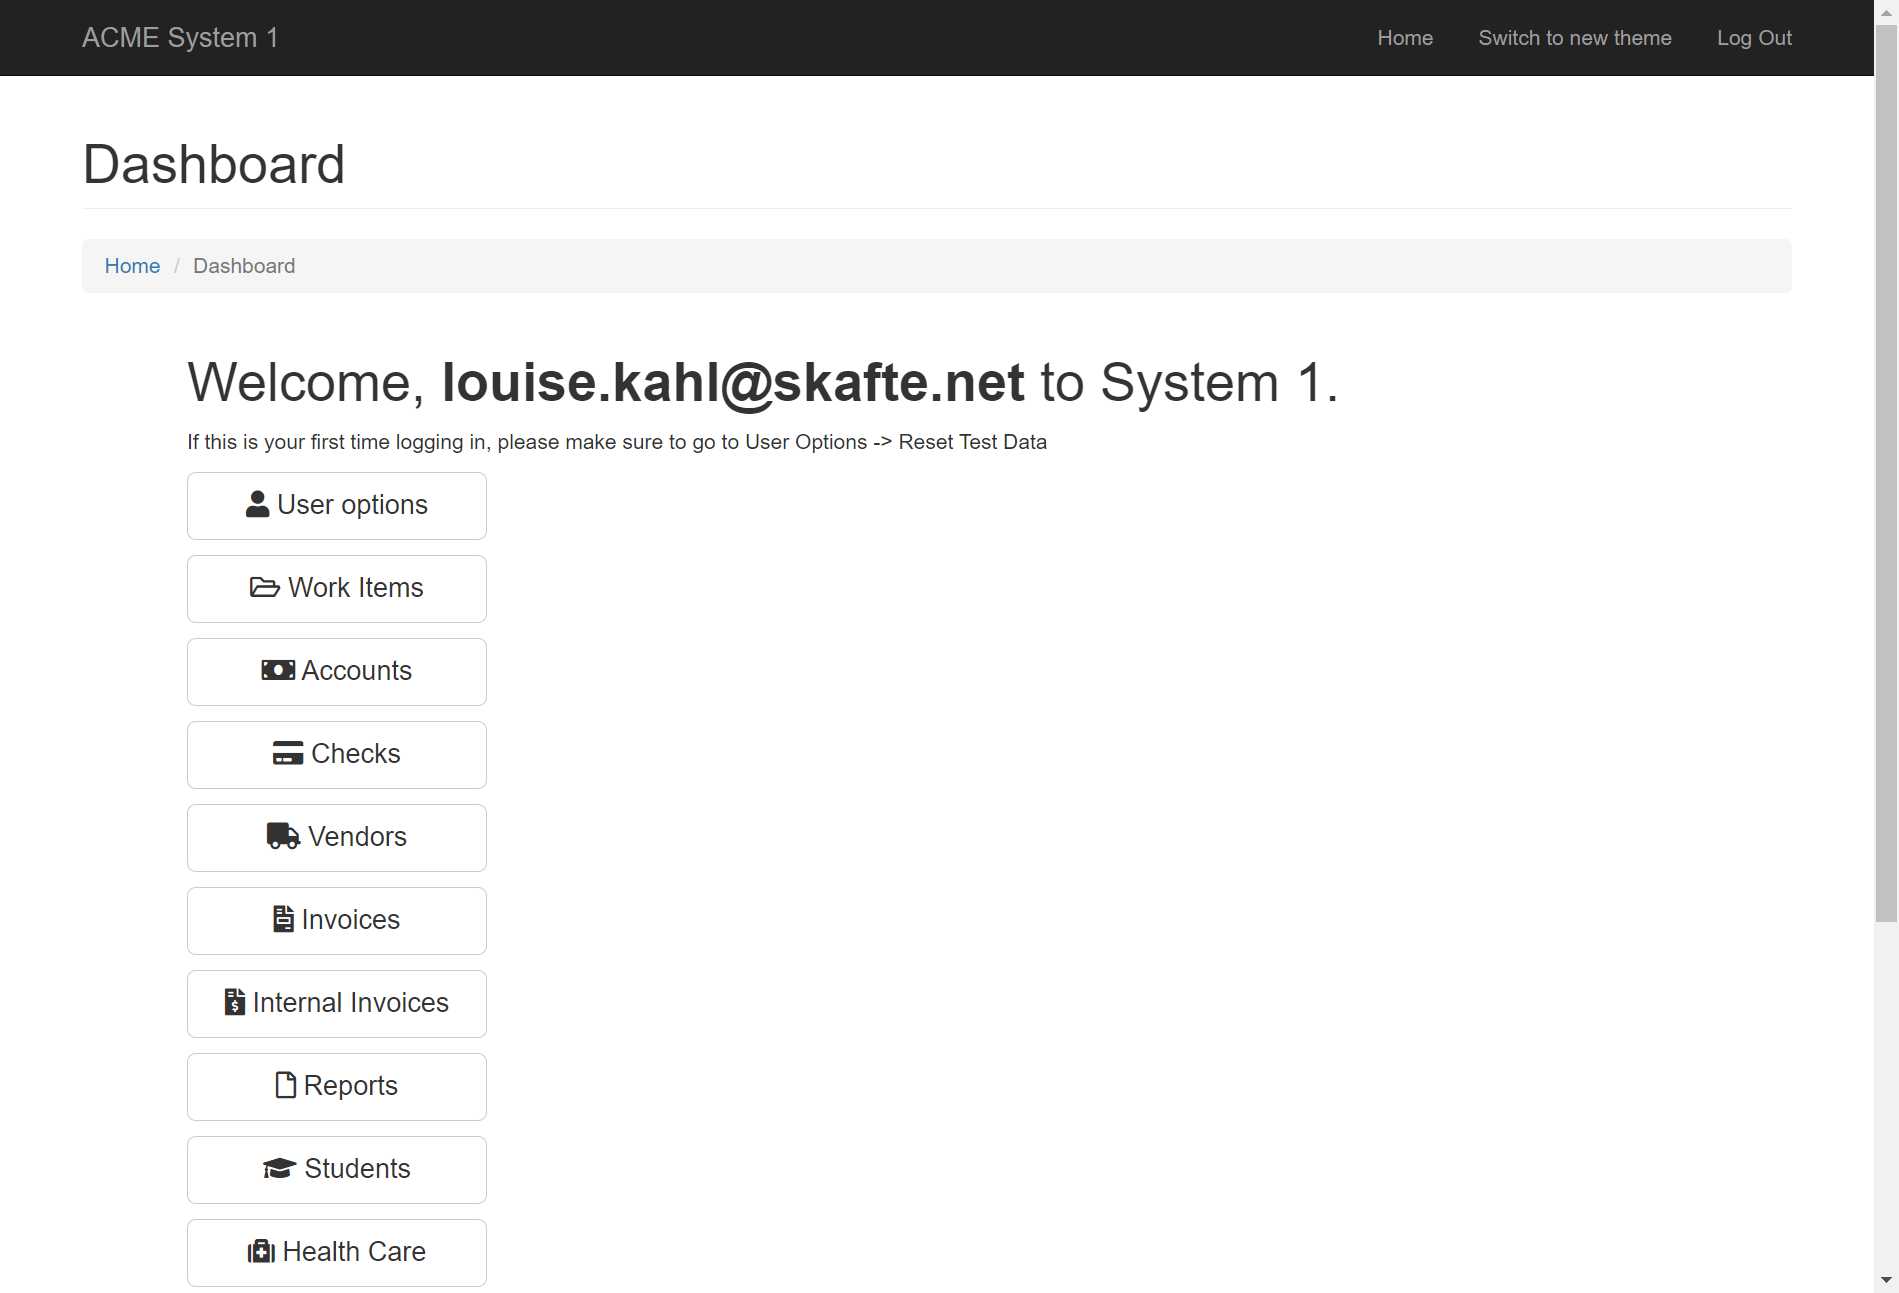 ACME System 1
Home
Switch to new theme
Log Out
Dashboard
Home / Dashboard
Welcome, louise.kahl@skafte.net to System 1.
If this is your first time logging in, please make sure to go to User Options -> Reset Test Data
User options
Work Items
Accounts
Checks
Vendors
Invoices
Internal Invoices
Reports
Students
Health Care